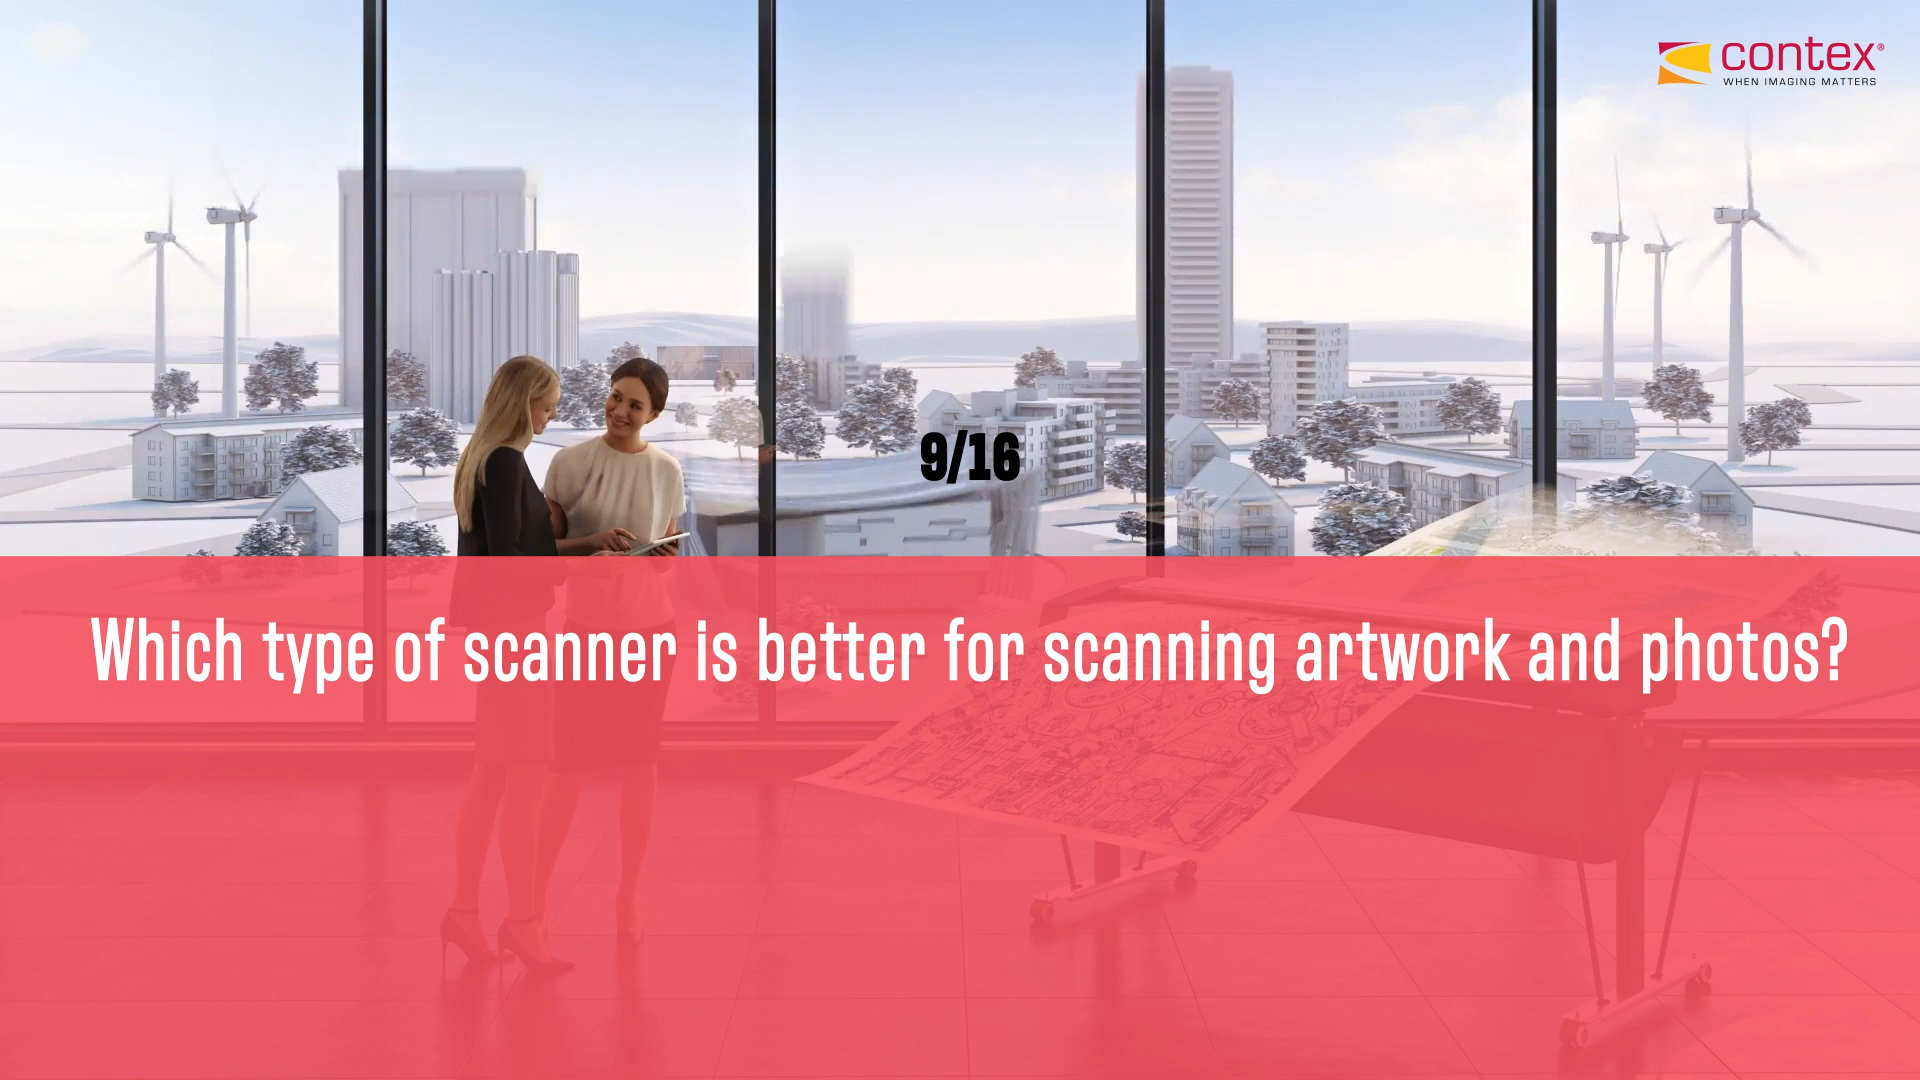 contex®
WHEN IMAGING MATTERS
9/16
Which type of scanner is better for scanning artwork and photos?